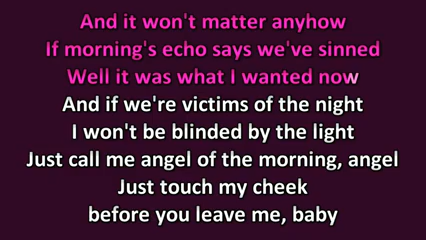 And it won't matter anyhow
If morning's echo says we've sinned
Well it was what I wanted now
And if we're victims of the night
I won't be blinded by the light
Just call me angel of the morning, angel
Just touch my cheek
before you leave me, baby